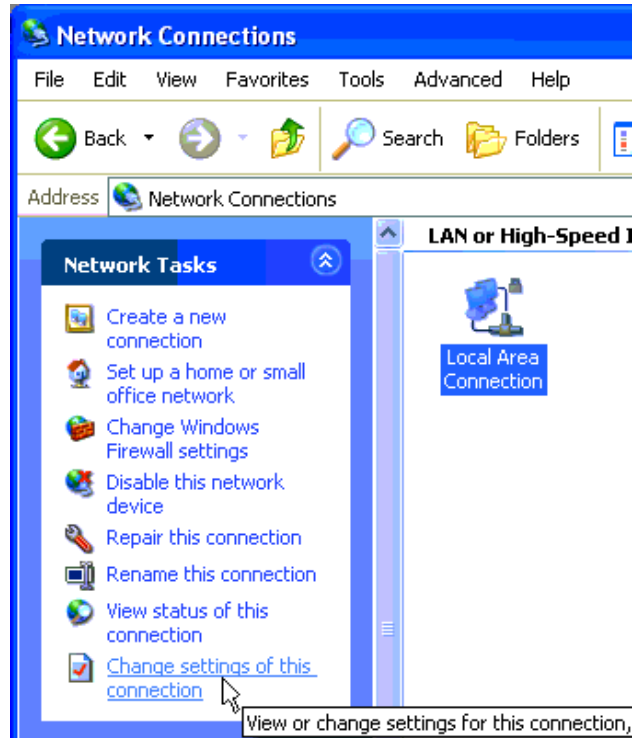 Network Connections
File Edit View Favorites Tools Advanced Help
Back Search Folders
Address Network Connections
Network Tasks
Create a new
connection
Set up a home or small
office network
Change Windows
Firewall settings
Disable this network
device
Repair this connection
Rename this connection
View status of this
connection
Change settings of this
connection
View or change settings for this connection,
LAN or High-Speed I
Local Area
Connection